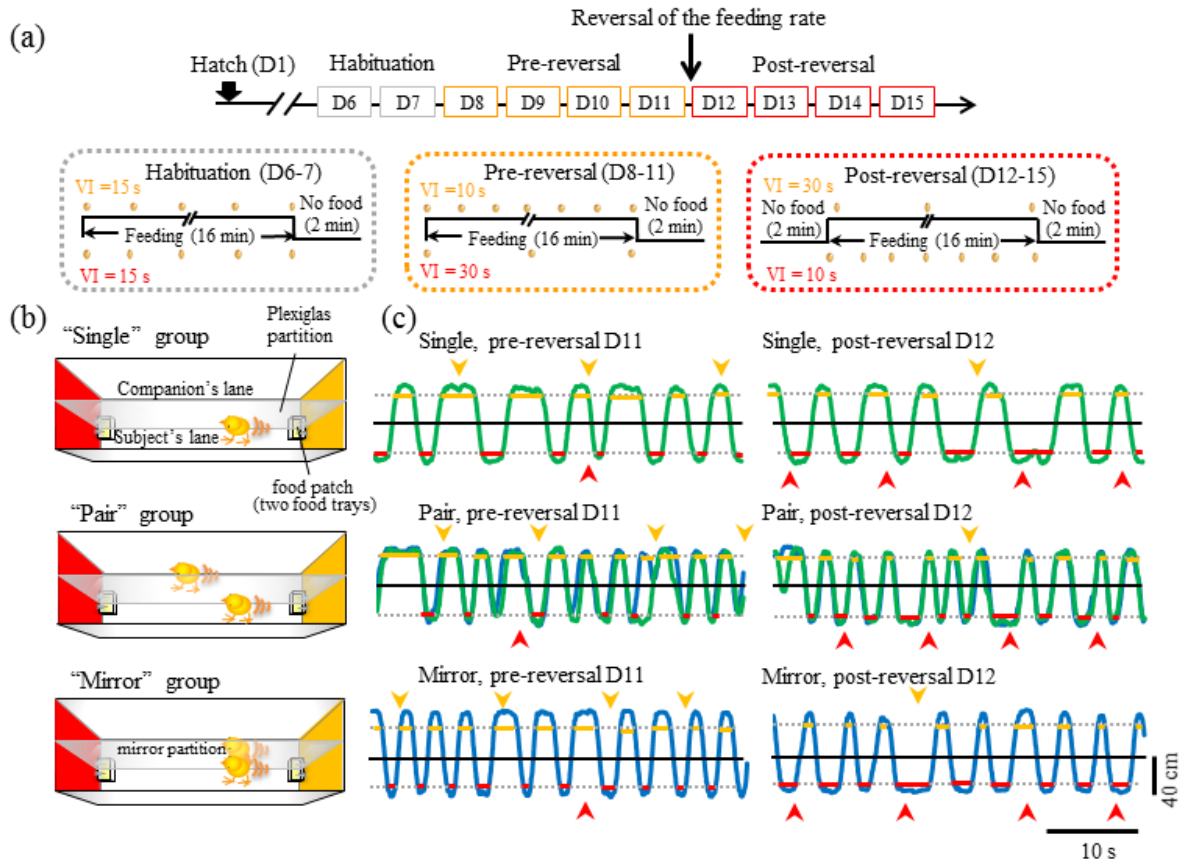 (a)
Reversal of the feeding rate
Hatch (D1)
Habituation
Pre-reversal
Post-reversal
D6 D7 D8 D9 D10 D11 D12 D13 D14 D15
Habituation (D6-7)
VI =15 s
No food
(2 min)
Feeding (16 min)
VI = 15 s
Pre-reversal (D8-11)
VI =10 s
No food
(2 min)
Feeding (16 min)
VI = 30 s
Post-reversal (D12-15)
VI = 30 s
No food
(2 min)
No food
(2 min)
Feeding (16 min)
VI = 10 s
(b)
"Single" group
Plexiglas
partition
Companion's lane
Subject's lane
food patch
(two food trays)
"Pair" group
"Mirror" group
mirror partition
(c)
Single, pre-reversal D11
Single, post-reversal D12
Pair, pre-reversal D11
Pair, post-reversal D12
Mirror, pre-reversal D11
Mirror, post-reversal D12
40 cm
10 s